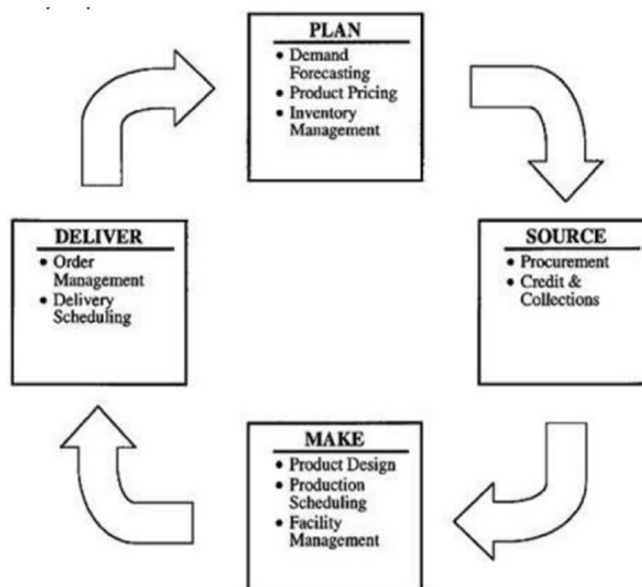 PLAN
• Demand
Forecasting
• Product Pricing
• Inventory
Management
DELIVER
• Order
Management
• Delivery
Scheduling
SOURCE
• Procurement
• Credit &
Collections
MAKE
• Product Design
• Production
Scheduling
• Facility
Management